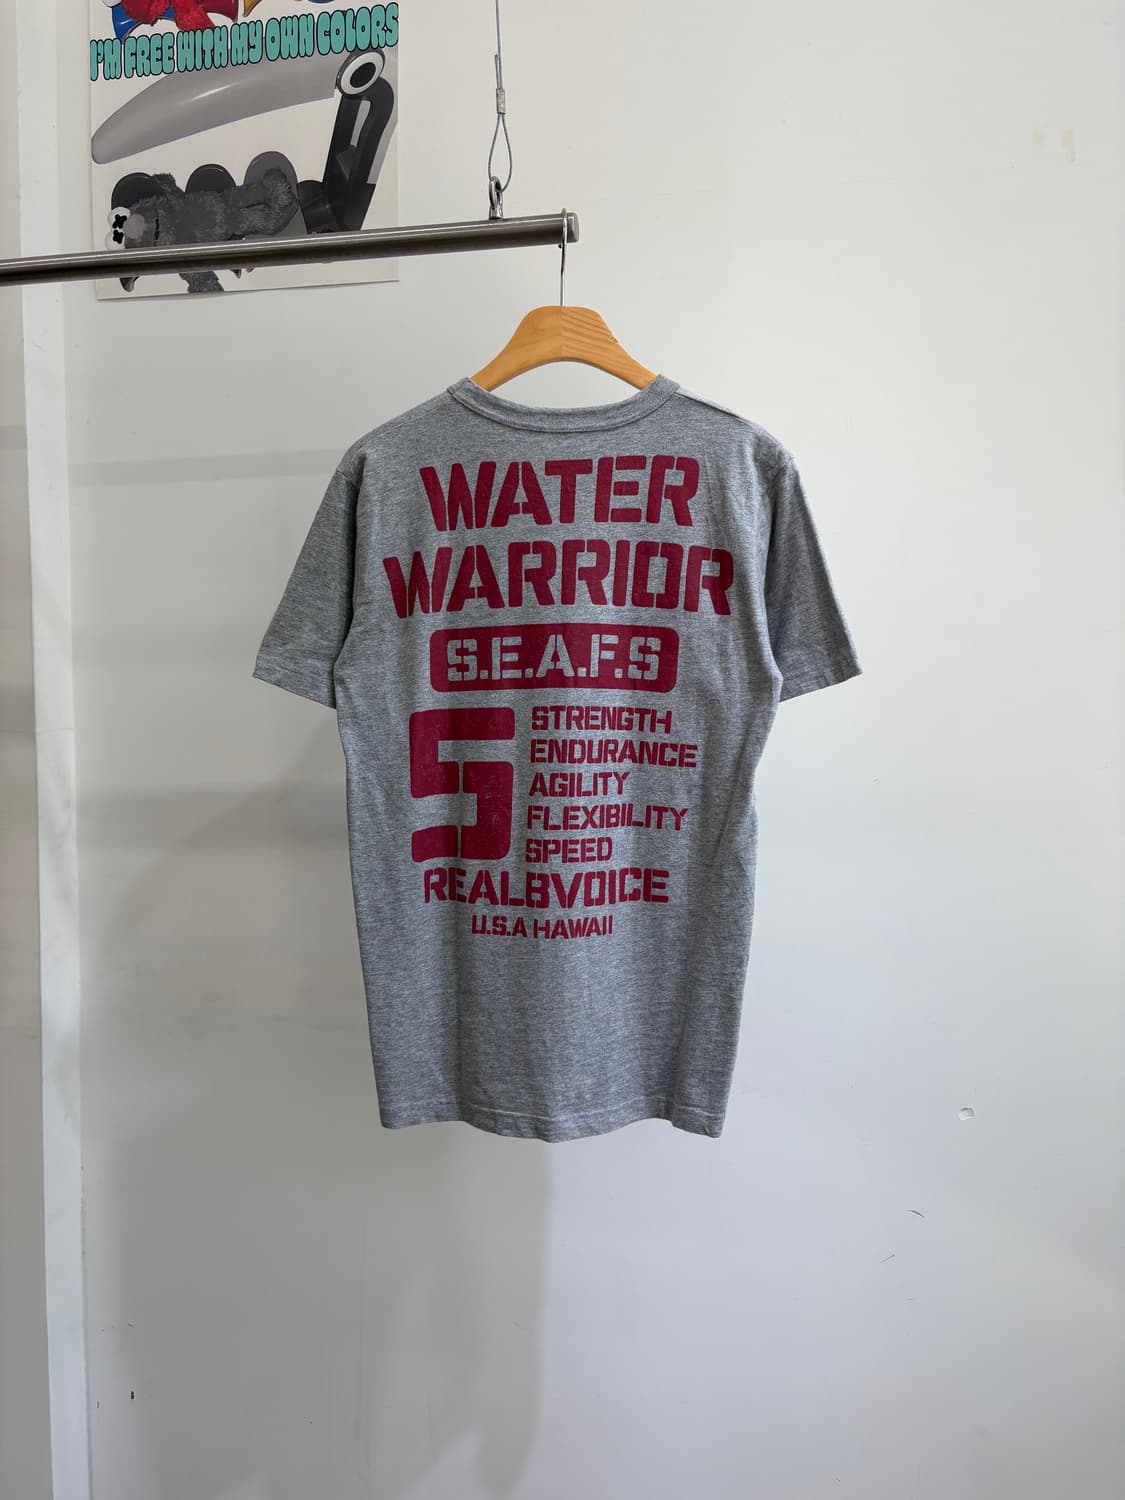 I'M FREE WITH MY OWN COLORS
WATER
WARRIOR
S.E.A.F.S
5
STRENGTH
ENDURANCE
AGILITY
FLEXIBILITY
SPEED
REALBVOICE
U.S.A HAWAII